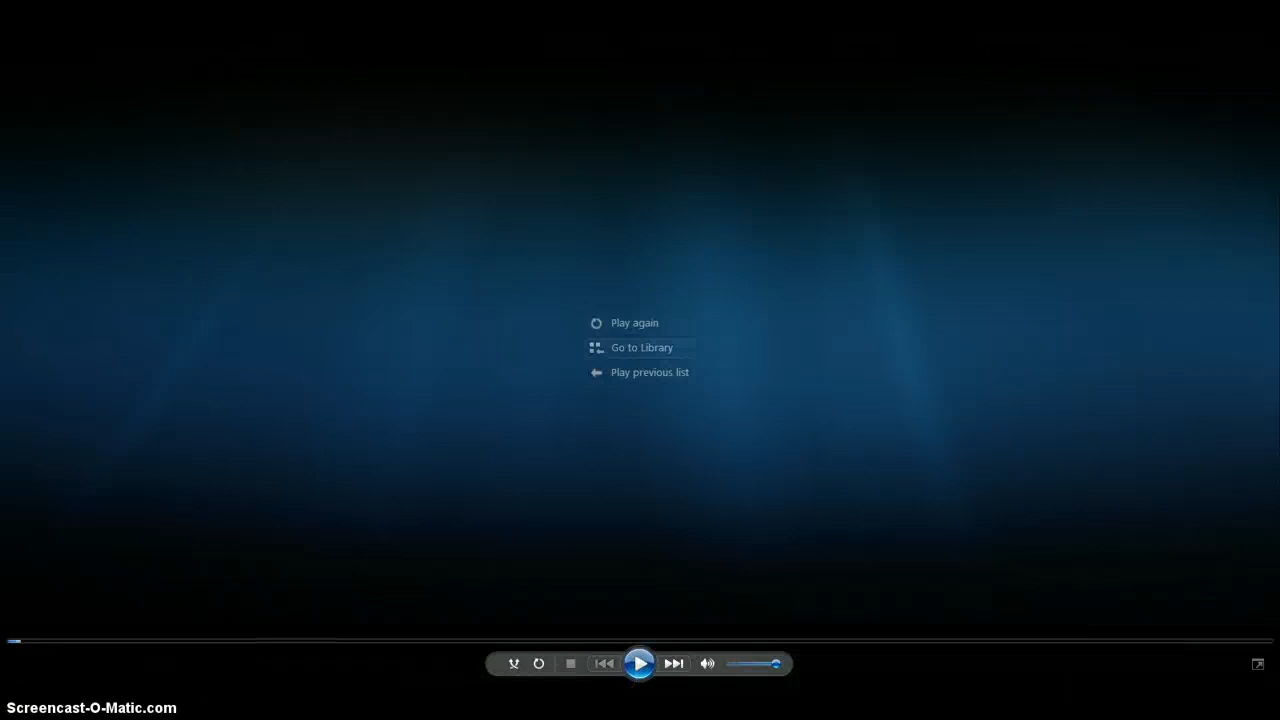 Play again
Go to Library
Play previous list
Screencast-O-Matic.com